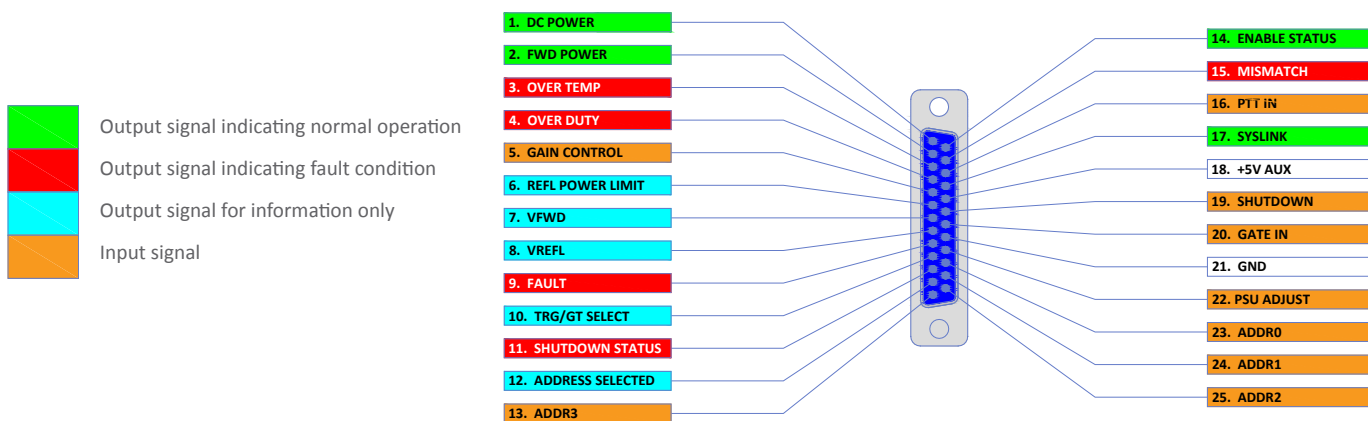 Output signal indicating normal operation
Output signal indicating fault condition
Output signal for information only
Input signal
1. DC POWER
2. FWD POWER
3. OVER TEMP
4. OVER DUTY
5. GAIN CONTROL
6. REFL POWER LIMIT
7. VFWD
8. VREFL
9. FAULT
10. TRG/GT SELECT
11. SHUTDOWN STATUS
12. ADDRESS SELECTED
13. ADDR3
14. ENABLE STATUS
15. MISMATCH
16. PTT IN
17. SYSLINK
18. +5V AUX
19. SHUTDOWN
20. GATE IN
21. GND
22. PSU ADJUST
23. ADDR0
24. ADDR1
25. ADDR2